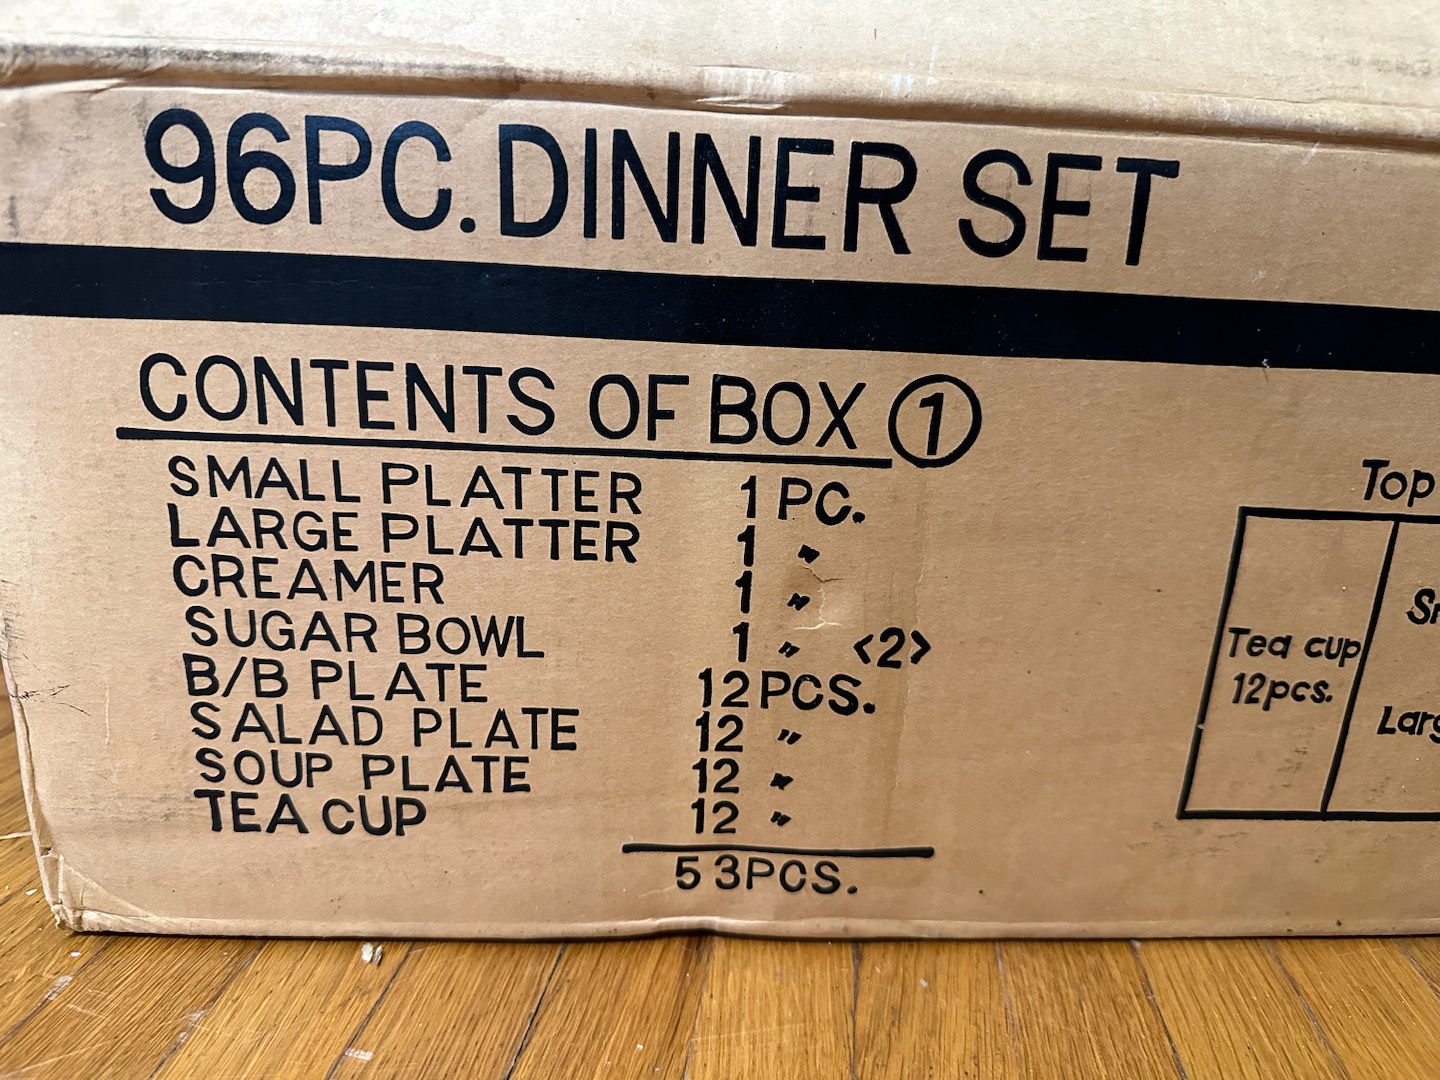 96PC. DINNER SET
CONTENTS OF BOX ①
SMALL PLATTER 1 PC.
LARGE PLATTER 1 "
CREAMER 1 "
SUGAR BOWL 1 " <2>
B/B PLATE 12 PCS.
SALAD PLATE 12 "
SOUP PLATE 12 "
TEA CUP 12 "
53PCS.
Top
Tea cup
12pcs.